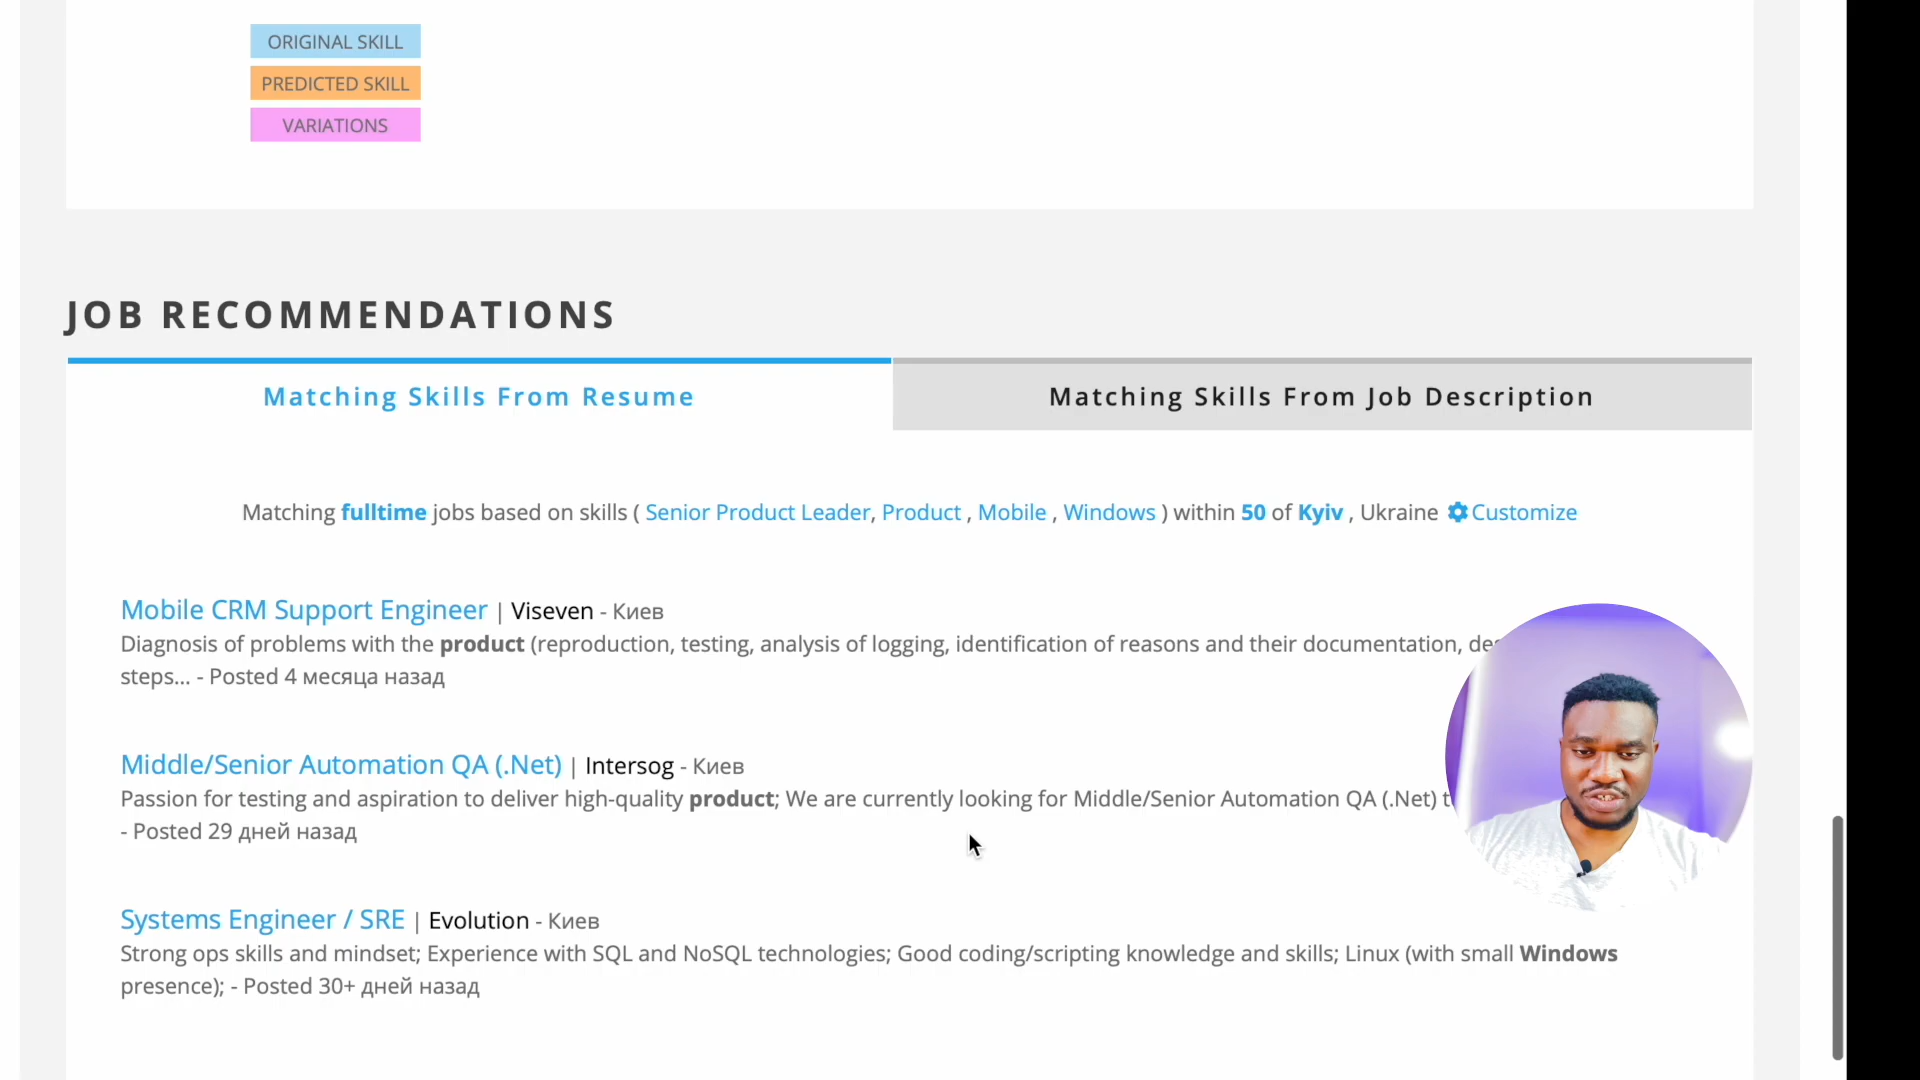 ORIGINAL SKILL
PREDICTED SKILL
VARIATIONS
JOB RECOMMENDATIONS
Matching Skills From Resume
Matching Skills From Job Description
Matching fulltime jobs based on skills ( Senior Product Leader, Product , Mobile , Windows ) within 50 of Kyiv , Ukraine Customize
Mobile CRM Support Engineer | Viseven - Киев
Diagnosis of problems with the product (reproduction, testing, analysis of logging, identification of reasons and their documentation,
steps... - Posted 4 месяца назад
Middle/Senior Automation QA (.Net) | Intersog - Киев
Passion for testing and aspiration to deliver high-quality product; We are currently looking for Middle/Senior Automation QA (.Net)
- Posted 29 дней назад
Systems Engineer / SRE | Evolution - Киев
Strong ops skills and mindset; Experience with SQL and NoSQL technologies; Good coding/scripting knowledge and skills; Linux (with small Windows
presence); - Posted 30+ дней назад